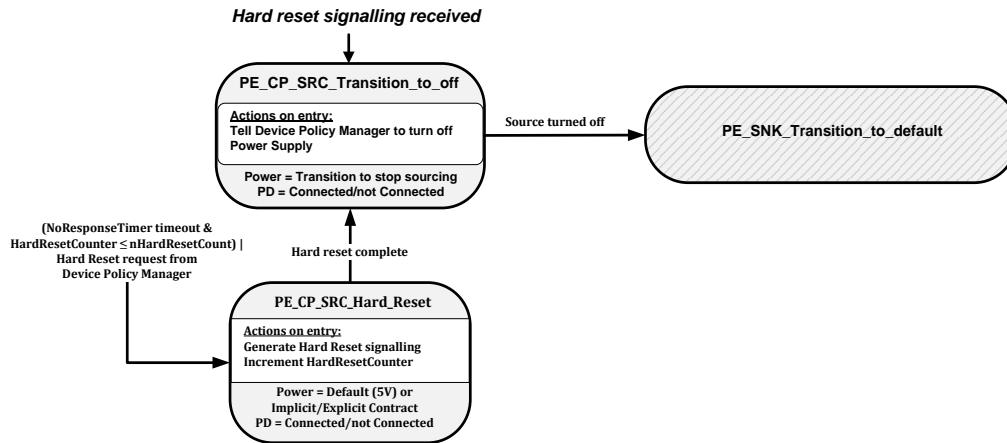 Hard reset signalling received
PE_CP_SRC_Transition_to_off
Actions on entry:
Tell Device Policy Manager to turn off
Power Supply
Power = Transition to stop sourcing
PD = Connected/not Connected
Source turned off
PE_SNK_Transition_to_default
(NoResponseTimer timeout &
HardResetCounter ≤ nHardResetCount) |
Hard Reset request from
Device Policy Manager
Hard reset complete
PE_CP_SRC_Hard_Reset
Actions on entry:
Generate Hard Reset signalling
Increment HardResetCounter
Power = Default (5V) or
Implicit/Explicit Contract
PD = Connected/not Connected